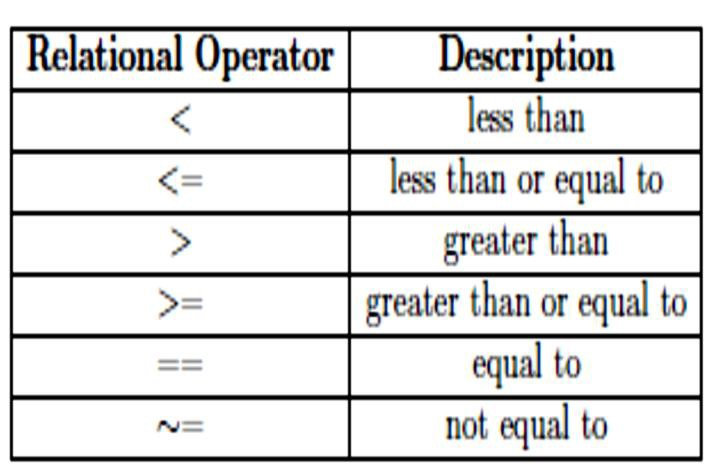 Relational Operator Description
< less than
<= less than or equal to
> greater than
>= greater than or equal to
== equal to
~= not equal to